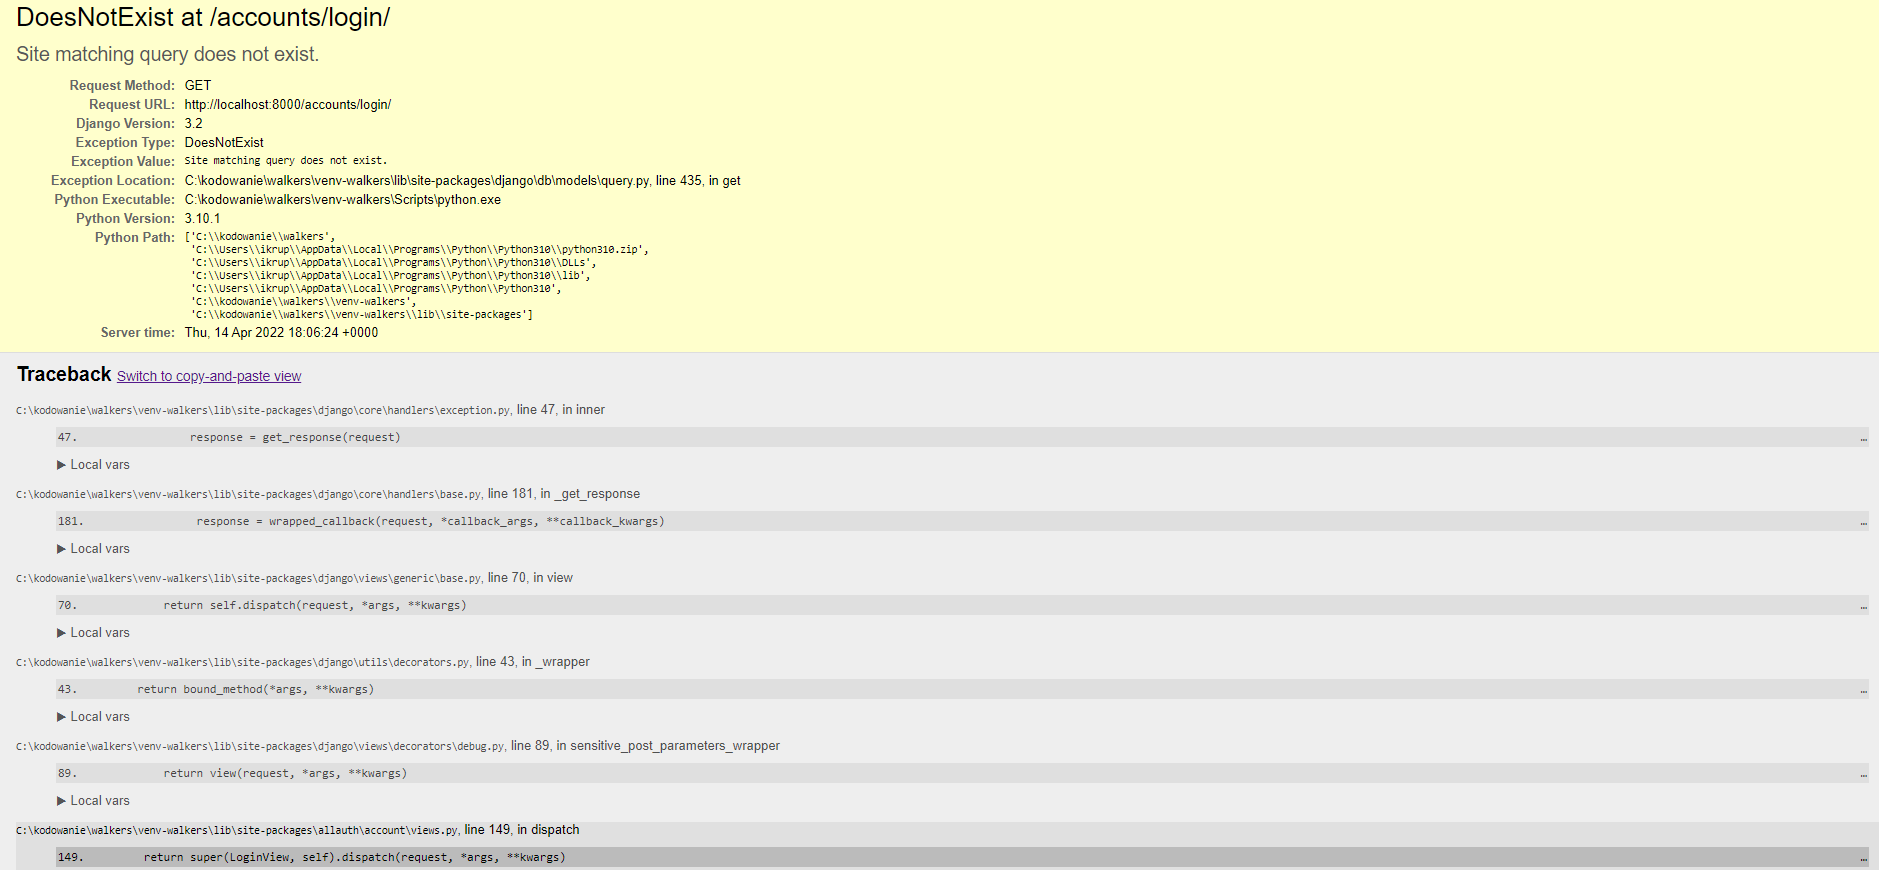 DoesNotExist at /accounts/login/
Site matching query does not exist.
Request Method: GET
Request URL: http://localhost:8000/accounts/login/
Django Version: 3.2
Exception Type: DoesNotExist
Exception Value: Site matching query does not exist.
Exception Location: C:\kodowanie\walkers\venv-walkers\lib\site-packages\django\db\models\query.py, line 435, in get
Python Executable: C:\kodowanie\walkers\venv-walkers\Scripts\python.exe
Python Version: 3.10.1
Python Path: ['C:\\kodowanie\\walkers',
'C:\\Users\\ikrup\\AppData\\Local\\Programs\\Python\\Python310\\python310.zip',
'C:\\Users\\ikrup\\AppData\\Local\\Programs\\Python\\Python310\\DLLs',
'C:\\Users\\ikrup\\AppData\\Local\\Programs\\Python\\Python310\\lib',
'C:\\Users\\ikrup\\AppData\\Local\\Programs\\Python\\Python310',
'C:\\kodowanie\\walkers\\venv-walkers',
'C:\\kodowanie\\walkers\\venv-walkers\\lib\\site-packages']
Server time: Thu, 14 Apr 2022 18:06:24 +0000
Traceback Switch to copy-and-paste view
C:\kodowanie\walkers\venv-walkers\lib\site-packages\django\core\handlers\exception.py, line 47, in inner
47. response = get_response(request) …
▶ Local vars
C:\kodowanie\walkers\venv-walkers\lib\site-packages\django\core\handlers\base.py, line 181, in _get_response
181. response = wrapped_callback(request, *callback_args, **callback_kwargs) …
▶ Local vars
C:\kodowanie\walkers\venv-walkers\lib\site-packages\django\views\generic\base.py, line 70, in view
70. return self.dispatch(request, *args, **kwargs) …
▶ Local vars
C:\kodowanie\walkers\venv-walkers\lib\site-packages\django\utils\decorators.py, line 43, in _wrapper
43. return bound_method(*args, **kwargs) …
▶ Local vars
C:\kodowanie\walkers\venv-walkers\lib\site-packages\django\views\decorators\debug.py, line 89, in sensitive_post_parameters_wrapper
89. return view(request, *args, **kwargs) …
▶ Local vars
C:\kodowanie\walkers\venv-walkers\lib\site-packages\allauth\account\views.py, line 149, in dispatch
149. return super(LoginView, self).dispatch(request, *args, **kwargs) …